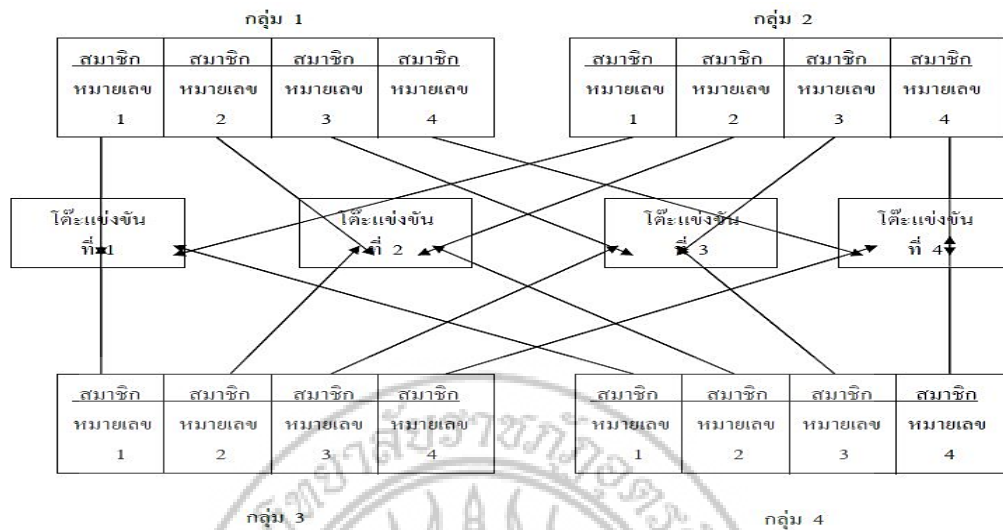 กลุ่ม 1 กลุ่ม 2
สมาชิก สมาชิก สมาชิก สมาชิก สมาชิก สมาชิก สมาชิก สมาชิก
หมายเลข หมายเลข หมายเลข หมายเลข หมายเลข หมายเลข หมายเลข หมายเลข
1 2 3 4 1 2 3 4
โต๊ะแข่งขัน โต๊ะแข่งขัน โต๊ะแข่งขัน โต๊ะแข่งขัน
ที่ 1 ที่ 2 ที่ 3 ที่ 4
สมาชิก สมาชิก สมาชิก สมาชิก สมาชิก สมาชิก สมาชิก สมาชิก
หมายเลข หมายเลข หมายเลข หมายเลข หมายเลข หมายเลข หมายเลข หมายเลข
1 2 3 4 1 2 3 4
กลุ่ม 3 กลุ่ม 4